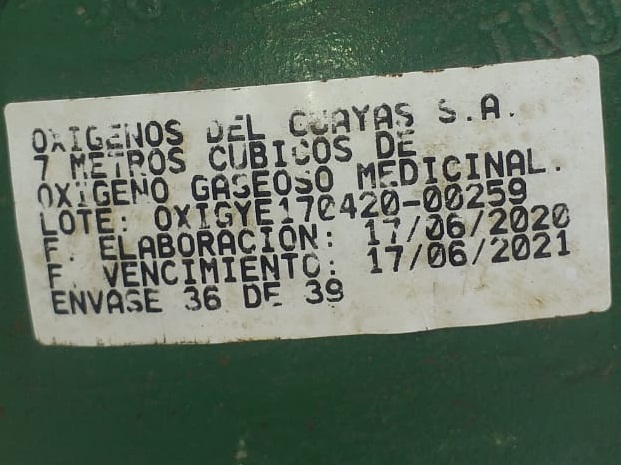 OXIGENOS DEL GUAYAS S.A.
7 METROS CUBICOS DE
OXIGENO GASEOSO MEDICINAL.
LOTE: OXIGYE170420-00259
F. ELABORACIÓN: 17/06/2020
F. VENCIMIENTO: 17/06/2021
ENVASE 36 DE 39